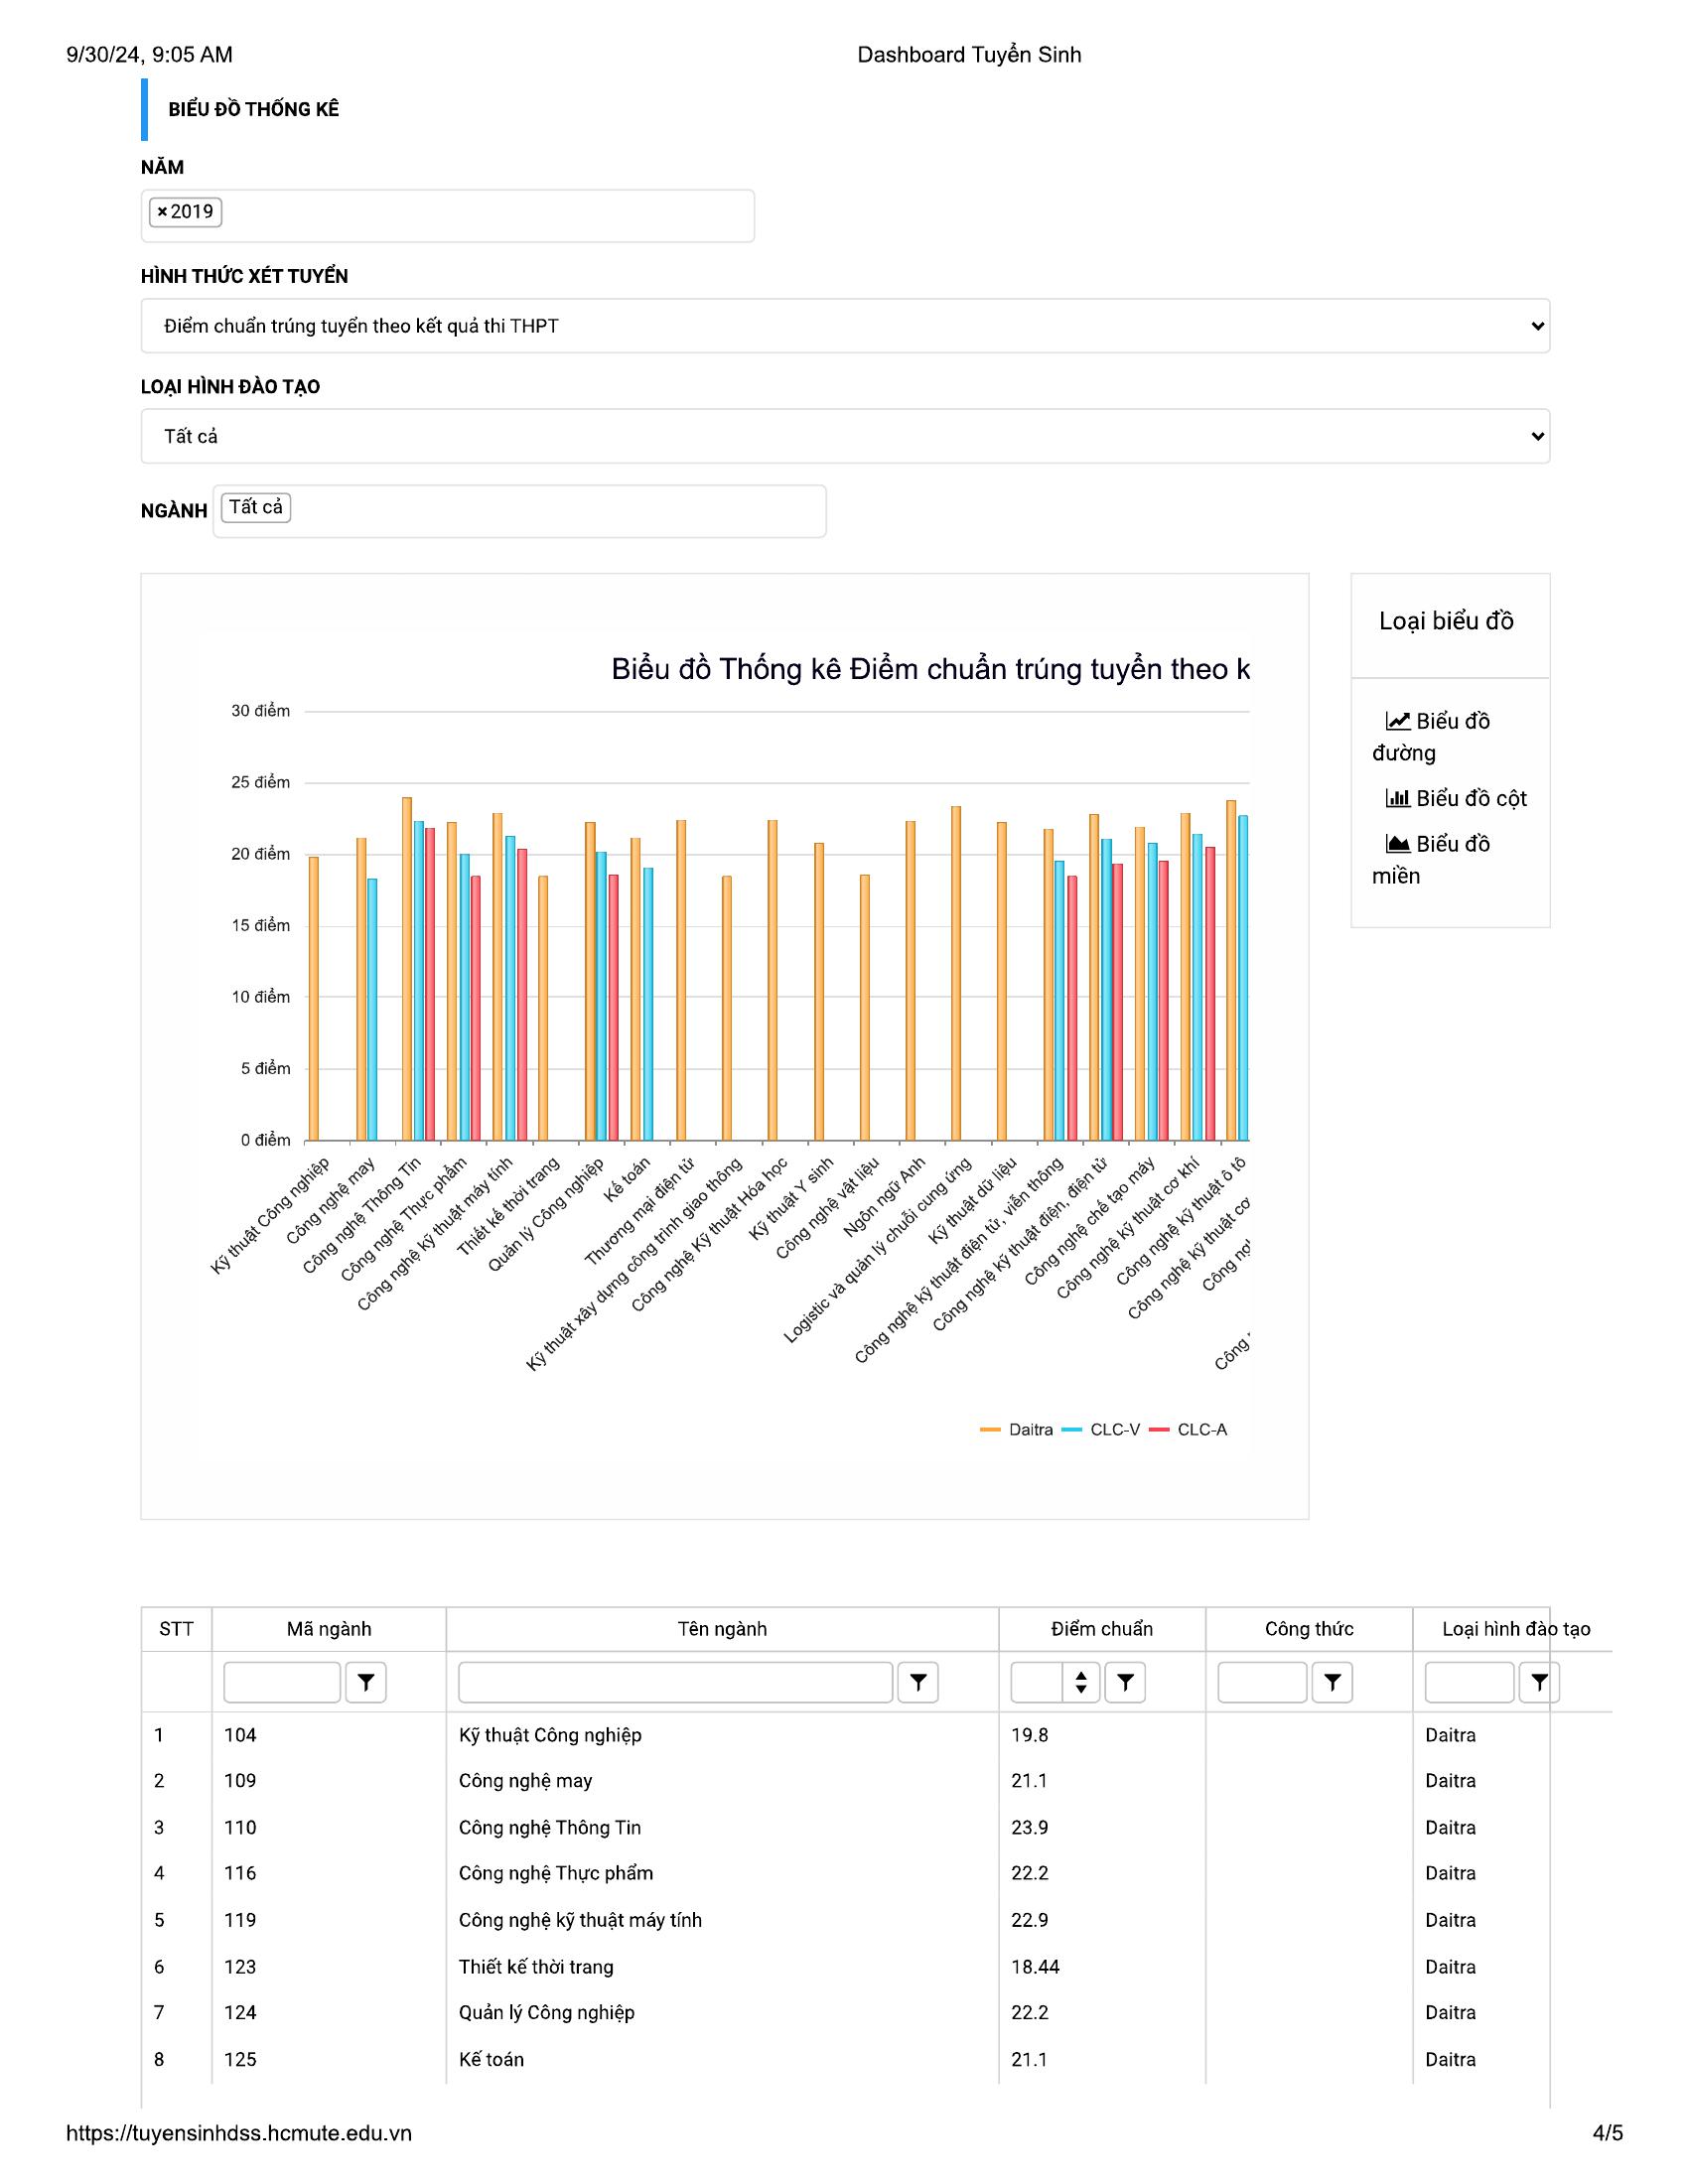 9/30/24, 9:05 AM
Dashboard Tuyển Sinh
BIỂU ĐỒ THỐNG KÊ
NĂM
×2019
HÌNH THỨC XÉT TUYỂN
Điểm chuẩn trúng tuyển theo kết quả thi THPT
LOẠI HÌNH ĐÀO TẠO
Tất cả
NGÀNH Tất cả
Biểu đồ Thống kê Điểm chuẩn trúng tuyển theo k
30 điểm
25 điểm
20 điểm
15 điểm
10 điểm
5 điểm
0 điểm
Kỹ thuật Công nghiệp
Công nghệ may
Công nghệ Thông Tin
Công nghệ Thực phẩm
Công nghệ kỹ thuật máy tính
Thiết kế thời trang
Quản lý Công nghiệp
Kế toán
Thương mại điện tử
Kỹ thuật xây dựng công trình giao thông
Công nghệ Kỹ thuật Hóa học
Kỹ thuật Y sinh
Công nghệ vật liệu
Ngôn ngữ Anh
Logistic và quản lý chuỗi cung ứng
Kỹ thuật dữ liệu
Công nghệ kỹ thuật điện tử, viễn thông
Công nghệ kỹ thuật điện, điện tử
Công nghệ chế tạo máy
Công nghệ kỹ thuật cơ khí
Công nghệ kỹ thuật ô tô
Công nghệ kỹ thuật cơ
Công ng
Công
Daitra CLC-V CLC-A
Loại biểu đồ
Biểu đồ
đường
Biểu đồ cột
Biểu đồ
miền
STT Mã ngành Tên ngành Điểm chuẩn Công thức Loại hình đào tạo
1 104 Kỹ thuật Công nghiệp 19.8 Daitra
2 109 Công nghệ may 21.1 Daitra
3 110 Công nghệ Thông Tin 23.9 Daitra
4 116 Công nghệ Thực phẩm 22.2 Daitra
5 119 Công nghệ kỹ thuật máy tính 22.9 Daitra
6 123 Thiết kế thời trang 18.44 Daitra
7 124 Quản lý Công nghiệp 22.2 Daitra
8 125 Kế toán 21.1 Daitra
https://tuyensinhdss.hcmute.edu.vn
4/5